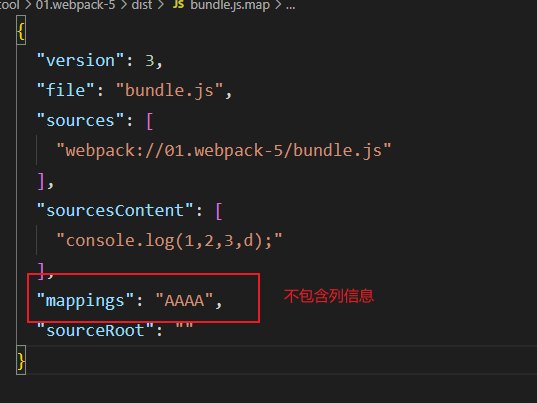 tool > 01.webpack-5 > dist > JS bundle.js.map > ...
{
"version": 3,
"file": "bundle.js",
"sources": [
"webpack://01.webpack-5/bundle.js"
],
"sourcesContent": [
"console.log(1,2,3,d);"
],
"mappings": "AAAA", 不包含列信息
"sourceRoot": ""
}